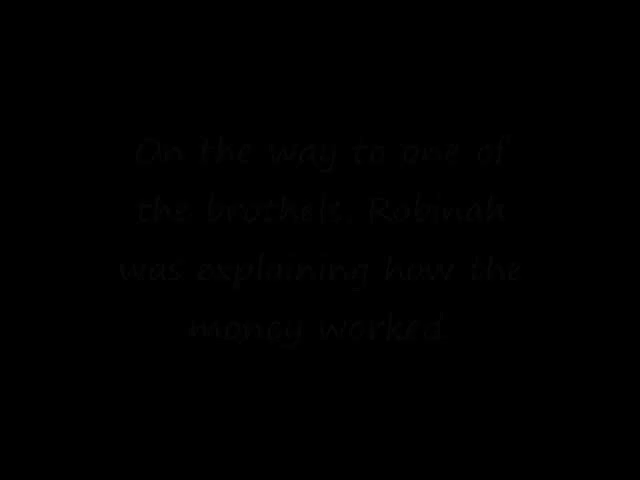 On the way to one of
the brothels, Robinah
was explaining how the
money worked